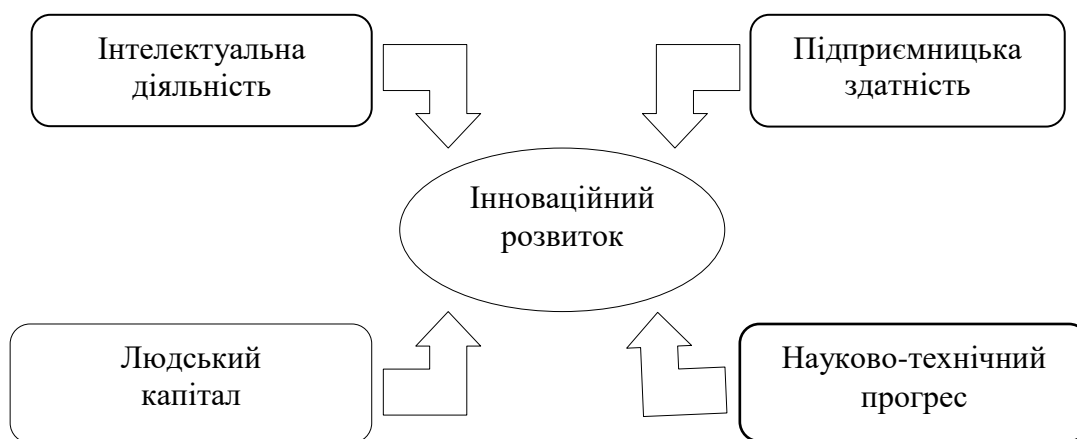 Інтелектуальна
діяльність
Підприємницька
здатність
Інноваційний
розвиток
Людський
капітал
Науково-технічний
прогрес